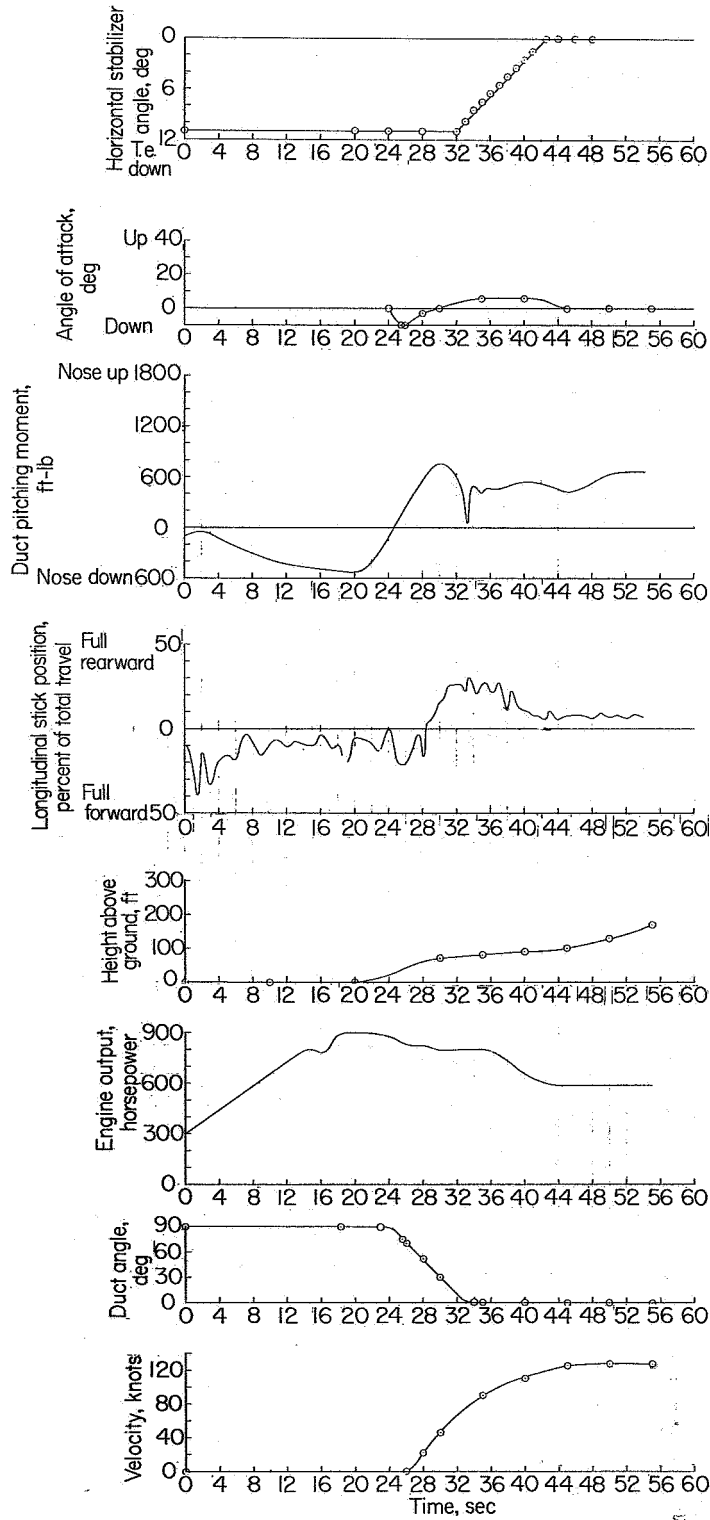 Horizontal stabilizer
angle, deg
0
6
12
T.e.
down
0 4 8 12 16 20 24 28 32 36 40 44 48 52 56 60
Angle of attack,
deg
Up 40
20
0
Down
0 4 8 12 16 20 24 28 32 36 40 44 48 52 56 60
Duct pitching moment,
ft-lb
Nose up 1800
1200
600
0
Nose down 600
0 4 8 12 16 20 24 28 32 36 40 44 48 52 56 60
Longitudinal stick position,
percent of total travel
50
Full
rearward
0
Full
forward 50
0 4 8 12 16 20 24 28 32 36 40 44 48 52 56 60
Height above
ground, ft
300
200
100
0
0 4 8 12 16 20 24 28 32 36 40 44 48 52 56 60
Engine output,
horsepower
900
600
300
0
0 4 8 12 16 20 24 28 32 36 40 44 48 52 56 60
Duct angle,
deg
90
60
30
0
0 4 8 12 16 20 24 28 32 36 40 44 48 52 56 60
Velocity, knots
120
80
40
0
0 4 8 12 16 20 24 28 32 36 40 44 48 52 56 60
Time, sec